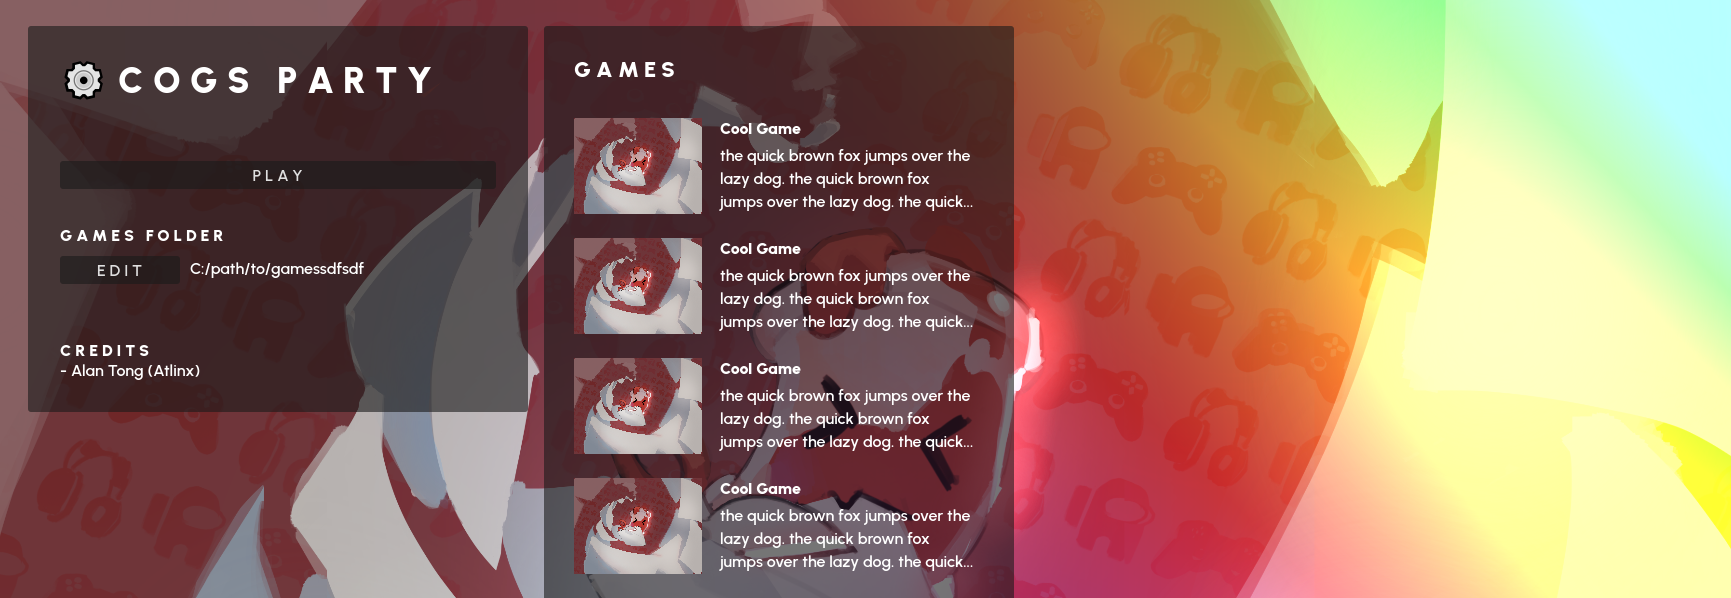 COGS PARTY
PLAY
GAMES FOLDER
EDIT
C:/path/to/gamessdfsdf
CREDITS
- Alan Tong (Atlinx)
GAMES
Cool Game
the quick brown fox jumps over the
lazy dog. the quick brown fox
jumps over the lazy dog. the quick...
Cool Game
the quick brown fox jumps over the
lazy dog. the quick brown fox
jumps over the lazy dog. the quick...
Cool Game
the quick brown fox jumps over the
lazy dog. the quick brown fox
jumps over the lazy dog. the quick...
Cool Game
the quick brown fox jumps over the
lazy dog. the quick brown fox
jumps over the lazy dog. the quick...